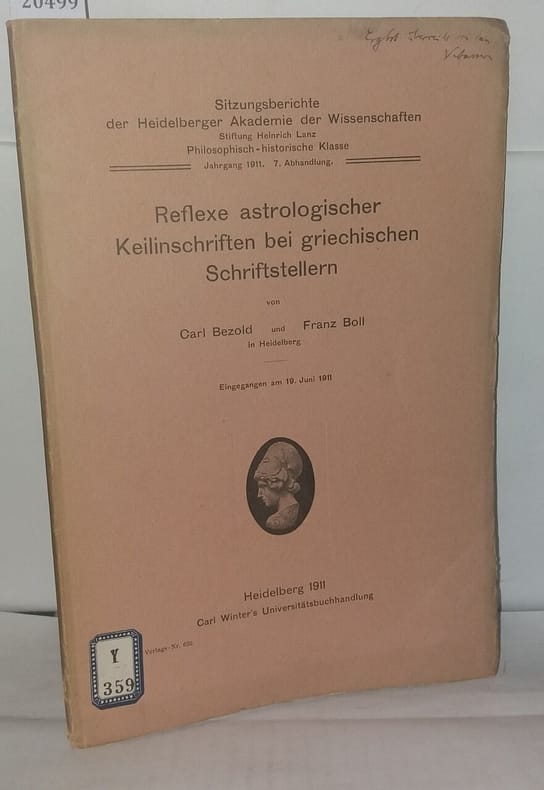 20499
Sitzungsberichte
der Heidelberger Akademie der Wissenschaften
Stiftung Heinrich Lanz
Philosophisch-historische Klasse
Jahrgang 1911. 7. Abhandlung.
Reflexe astrologischer
Keilinschriften bei griechischen
Schriftstellern
von
Carl Bezold und Franz Boll
in Heidelberg
Eingegangen am 19. Juni 1911
Heidelberg 1911
Carl Winter's Universitätsbuchhandlung
Verlags-Nr.
Y
359